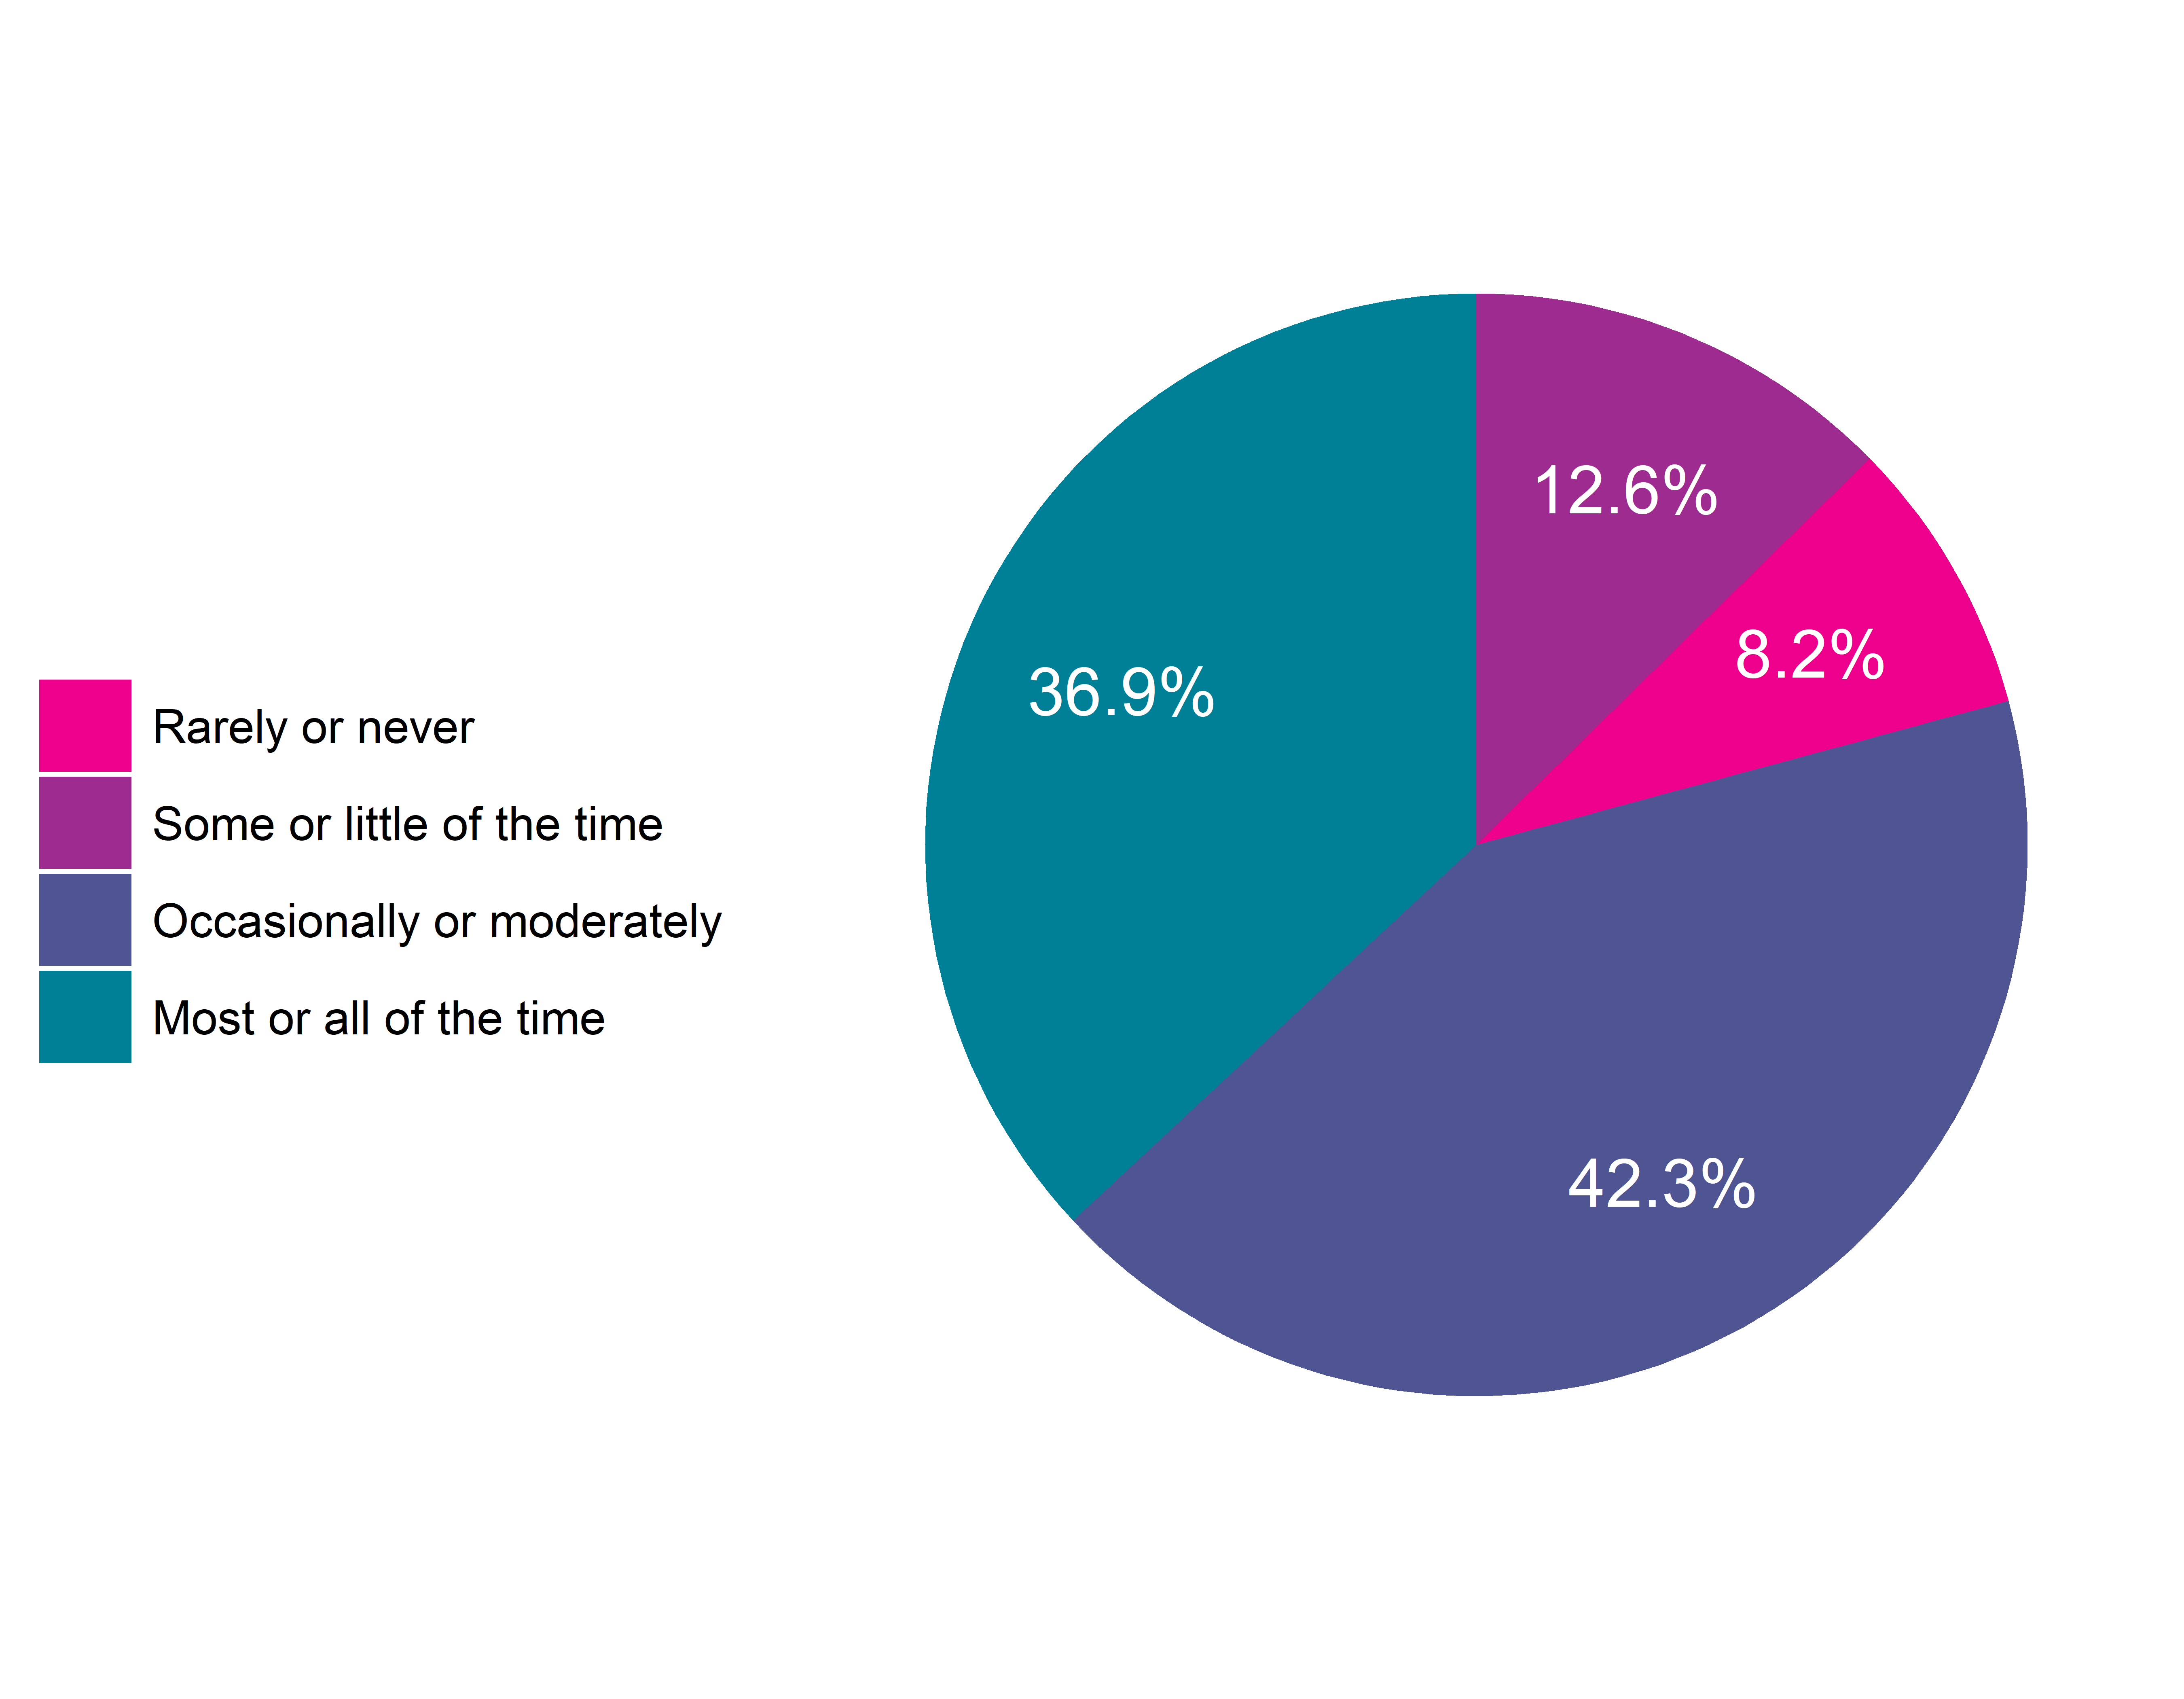 Rarely or never
Some or little of the time
Occasionally or moderately
Most or all of the time
12.6%
8.2%
36.9%
42.3%